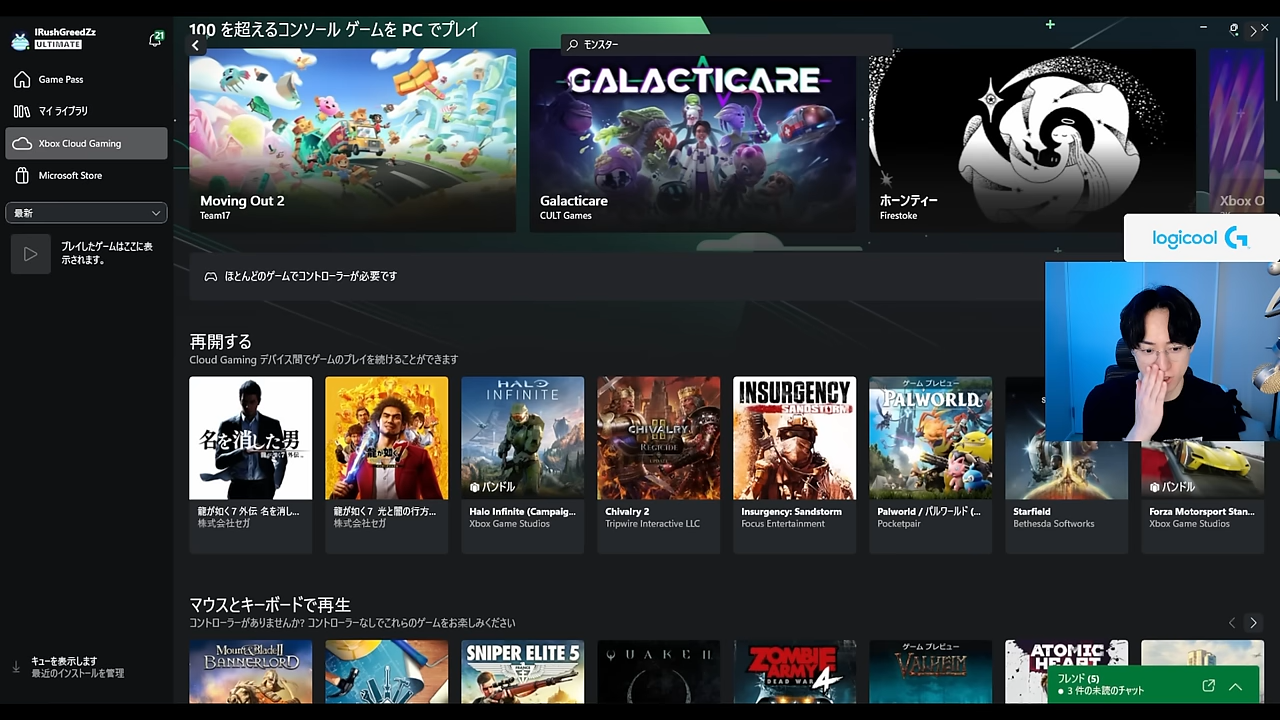 IRushGreedZz
ULTIMATE
21
Game Pass
マイ ライブラリ
Xbox Cloud Gaming
Microsoft Store
最新
プレイしたゲームはここに表
示されます。
キューを表示します
最近のインストールを管理
100 を超えるコンソール ゲームを PC でプレイ
モンスター
Moving Out 2
Team17
GALACTICARE
Galacticare
CULT Games
ホーンティー
Firestoke
Xbox O
logicool G
ほとんどのゲームでコントローラーが必要です
再開する
Cloud Gaming デバイス間でゲームのプレイを続けることができます
名を消した男
龍が如く7 外伝 名を消し...
株式会社セガ
龍が如く7 光と闇の行方...
株式会社セガ
HALO
INFINITE
バンドル
Halo Infinite (Campaig...
Xbox Game Studios
CHIVALRY
II
REGICIDE
UPDATE
Chivalry 2
Tripwire Interactive LLC
INSURGENCY
SANDSTORM
Insurgency: Sandstorm
Focus Entertainment
ゲーム プレビュー
PALWORLD
Palworld / パルワールド (...
Pocketpair
Starfield
Bethesda Softworks
バンドル
Forza Motorsport Stan...
Xbox Game Studios
マウスとキーボードで再生
コントローラーがありませんか? コントローラーなしでこれらのゲームをお楽しみください
MOUNT & BLADE II
BANNERLORD
SNIPER ELITE 5
FRANCE
QUAKE II
ZOMBIE
ARMY 4
DEAD WAR
ゲーム プレビュー
VALHEIM
ATOMIC
HEART
フレンド (5)
3 件の未読のチャット